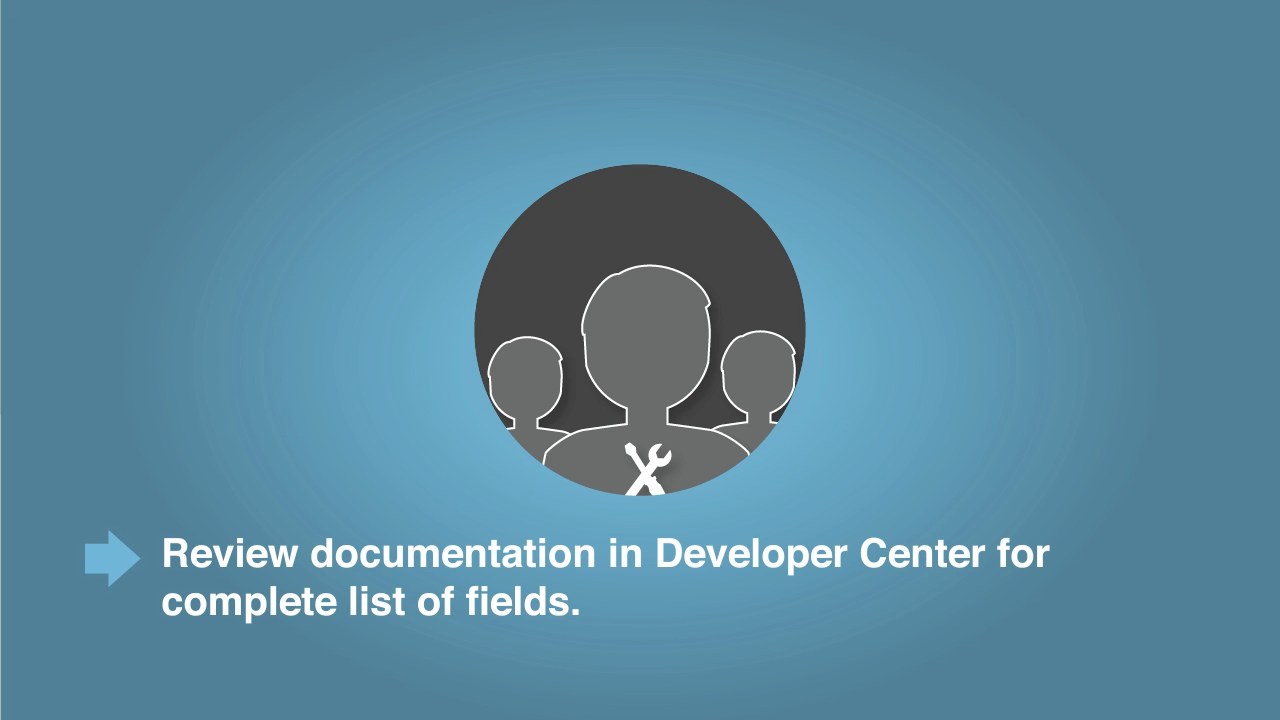 Review documentation in Developer Center for
complete list of fields.